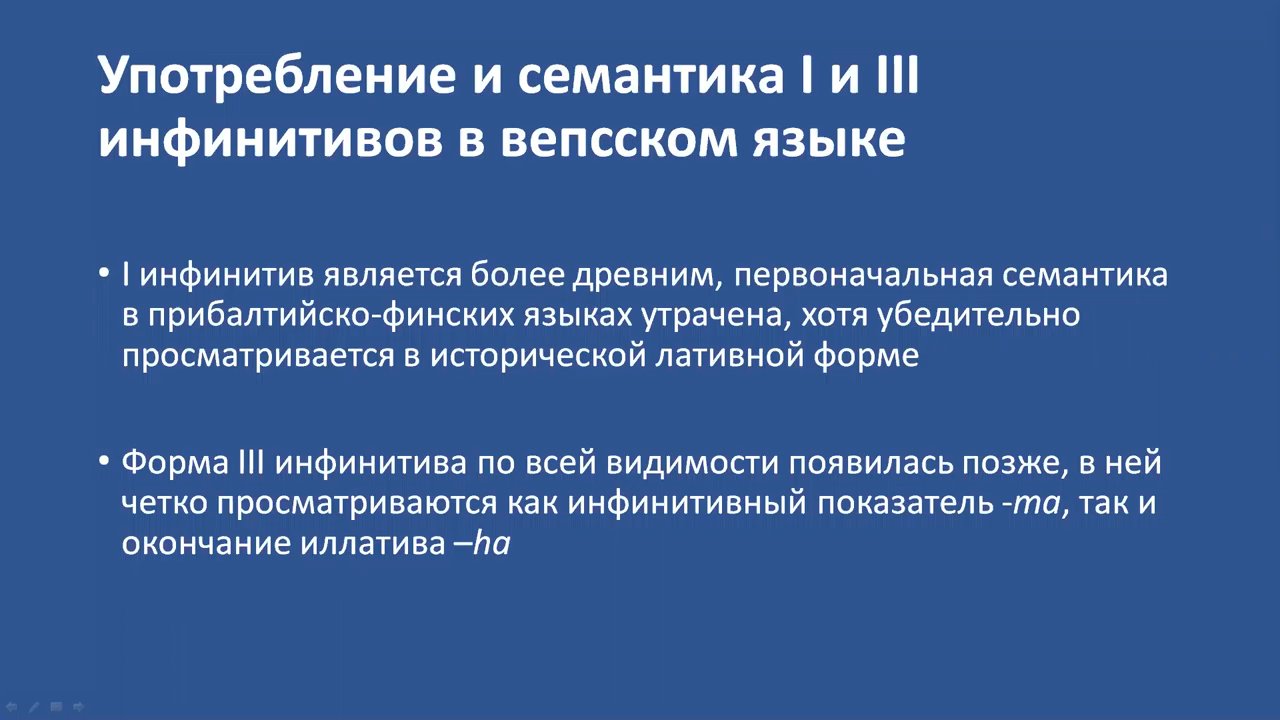 Употребление и семантика I и III
инфинитивов в вепсском языке
• I инфинитив является более древним, первоначальная семантика
в прибалтийско-финских языках утрачена, хотя убедительно
просматривается в исторической лативной форме
• Форма III инфинитива по всей видимости появилась позже, в ней
четко просматриваются как инфинитивный показатель -ma, так и
окончание иллатива –ha